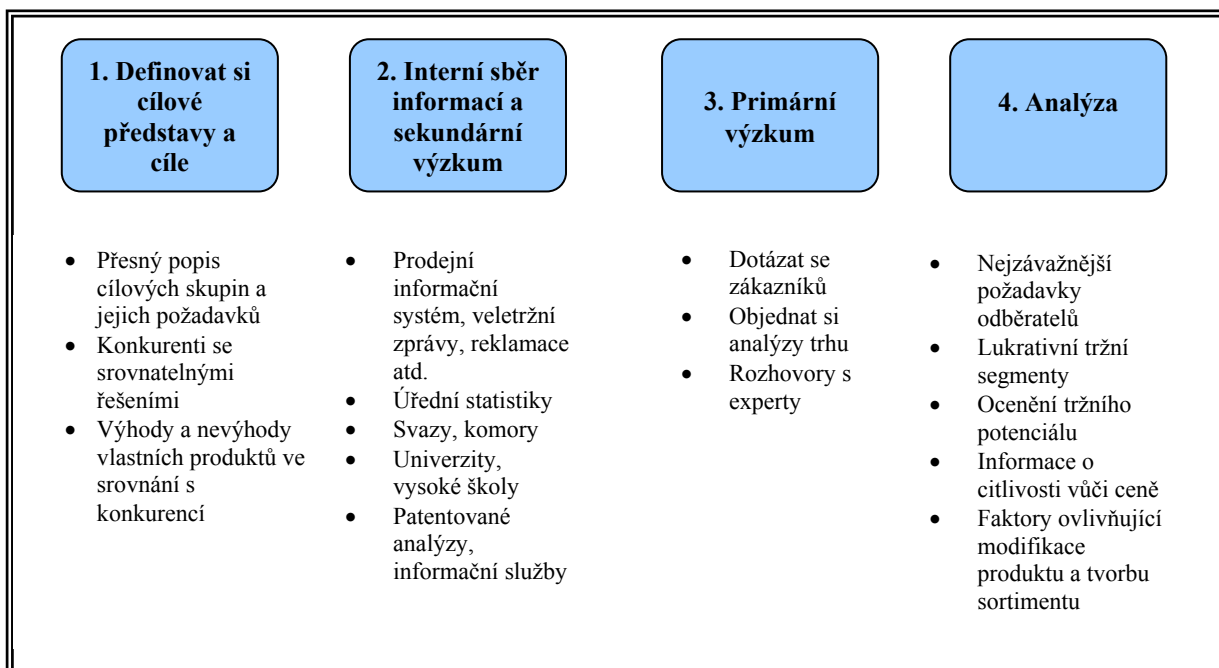 1. Definovat si
cílové
představy a
cíle
2. Interní sběr
informací a
sekundární
výzkum
3. Primární
výzkum
4. Analýza
• Přesný popis
cílových skupin a
jejich požadavků
• Konkurenti se
srovnatelnými
řešeními
• Výhody a nevýhody
vlastních produktů ve
srovnání s
konkurencí
• Prodejní
informační
systém, veletržní
zprávy, reklamace
atd.
• Úřední statistiky
• Svazy, komory
• Univerzity,
vysoké školy
• Patentované
analýzy,
informační služby
• Dotázat se
zákazníků
• Objednat si
analýzy trhu
• Rozhovory s
experty
• Nejzávažnější
požadavky
odběratelů
• Lukrativní tržní
segmenty
• Ocenění tržního
potenciálu
• Informace o
citlivosti vůči ceně
• Faktory ovlivňující
modifikace
produktu a tvorbu
sortimentu